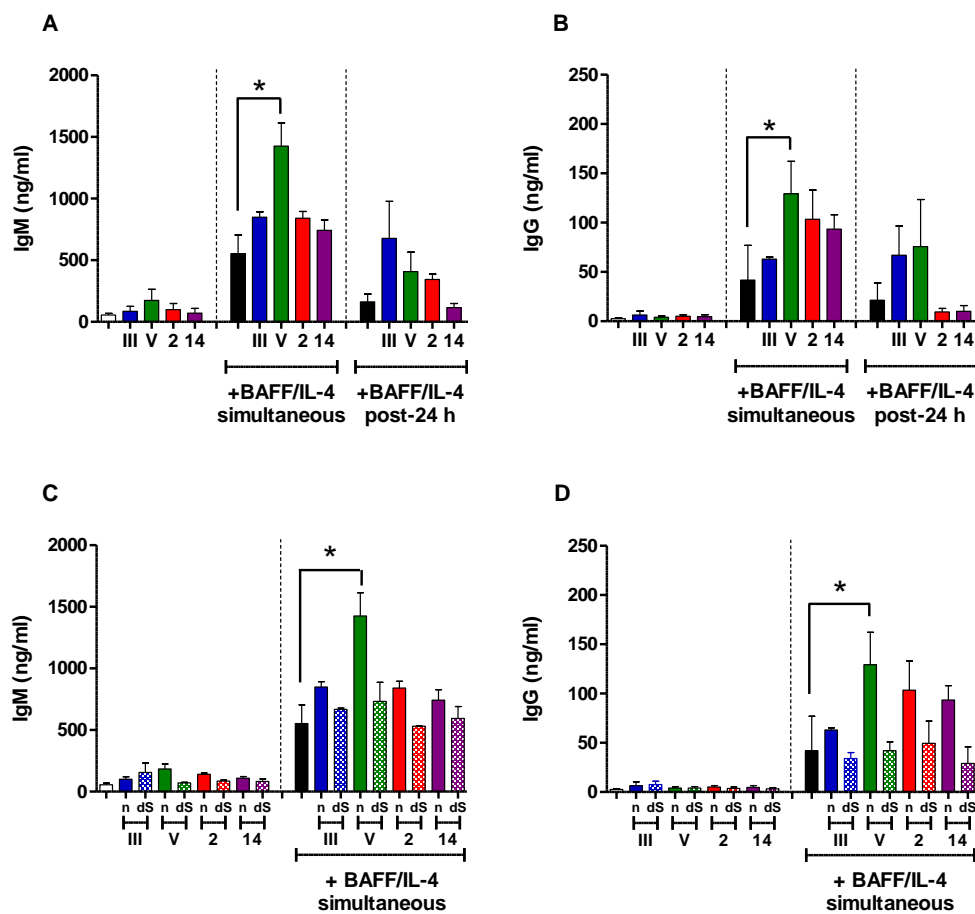 A
IgM (ng/ml)
2000
1500
1000
500
0
*
III V 2 14 III V 2 14 III V 2 14
+BAFF/IL-4 +BAFF/IL-4
simultaneous post-24 h
B
IgG (ng/ml)
250
200
150
100
50
0
*
III V 2 14 III V 2 14 III V 2 14
+BAFF/IL-4 +BAFF/IL-4
simultaneous post-24 h
C
IgM (ng/ml)
2000
1500
1000
500
0
*
n dS n dS n dS n dS n dS n dS n dS n dS
III V 2 14 III V 2 14
+ BAFF/IL-4
simultaneous
D
IgG (ng/ml)
250
200
150
100
50
0
*
n dS n dS n dS n dS n dS n dS n dS n dS
III V 2 14 III V 2 14
+ BAFF/IL-4
simultaneous